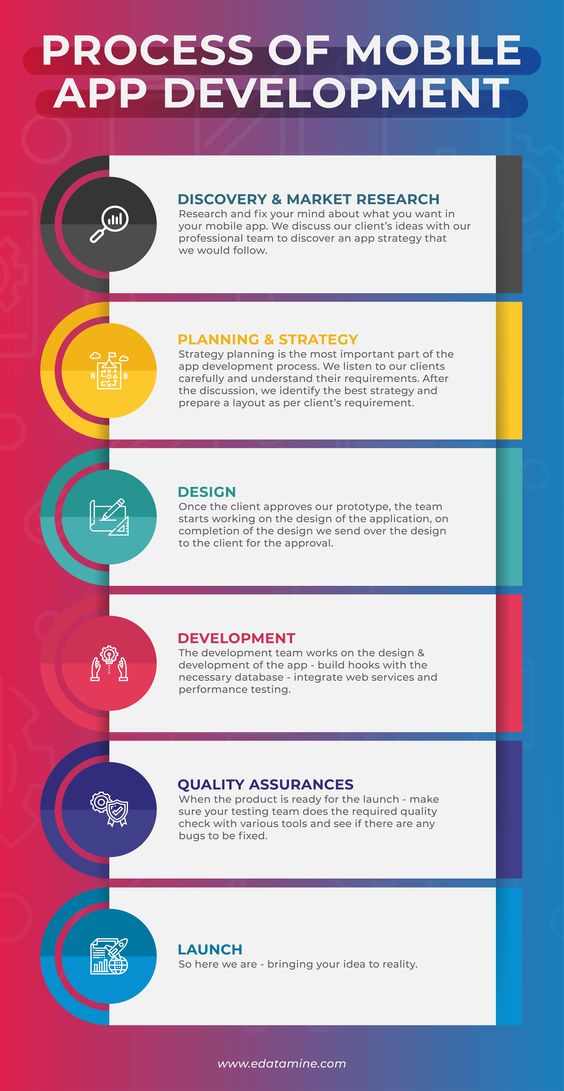 PROCESS OF MOBILE
APP DEVELOPMENT
DISCOVERY & MARKET RESEARCH
Research and fix your mind about what you want in
your mobile app. We discuss our client's ideas with our
professional team to discover an app strategy that
we would follow.
PLANNING & STRATEGY
Strategy planning is the most important part of the
app development process. We listen to our clients
carefully and understand their requirements. After
the discussion, we identify the best strategy and
prepare a layout as per client's requirement.
DESIGN
Once the client approves our prototype, the team
starts working on the design of the application, on
completion of the design we send over the design
to the client for the approval.
DEVELOPMENT
The development team works on the design &
development of the app - build hooks with the
necessary database - integrate web services and
performance testing.
QUALITY ASSURANCES
When the product is ready for the launch - make
sure your testing team does the required quality
check with various tools and see if there are any
bugs to be fixed.
LAUNCH
So here we are - bringing your idea to reality.
www.edatamine.com